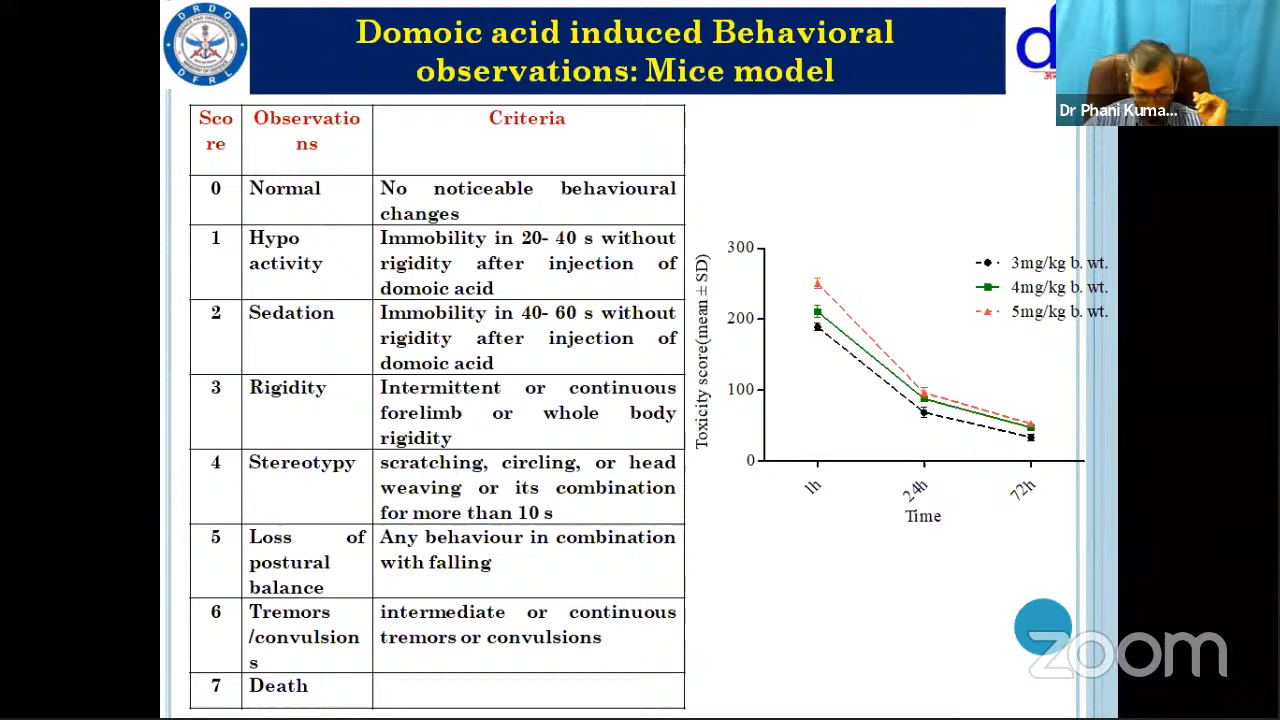 Domoic acid induced Behavioral
observations: Mice model
DRDO
DFRL
Dr Phani Kuma...
Sco
re
Observatio
ns
Criteria
0
Normal
No noticeable behavioural
changes
1
Hypo
activity
Immobility in 20- 40 s without
rigidity after injection of
domoic acid
2
Sedation
Immobility in 40- 60 s without
rigidity after injection of
domoic acid
3
Rigidity
Intermittent or continuous
forelimb or whole body
rigidity
4
Stereotypy
scratching, circling, or head
weaving or its combination
for more than 10 s
5
Loss of
postural
balance
Any behaviour in combination
with falling
6
Tremors
/convulsion
s
intermediate or continuous
tremors or convulsions
7
Death
Toxicity score(mean ± SD)
300
200
100
0
1h
24h
72h
Time
3mg/kg b. wt.
4mg/kg b. wt.
5mg/kg b. wt.
zoom